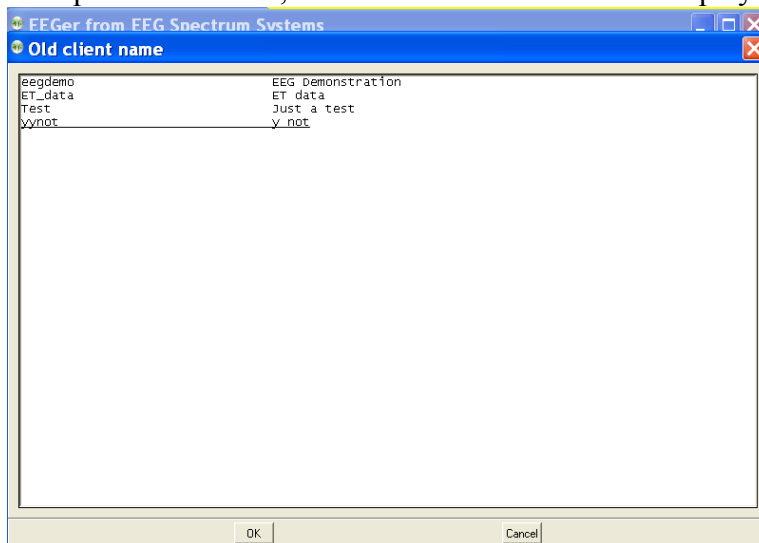 EEGer from EEG Spectrum Systems
Old client name
eegdemo EEG Demonstration
ET_data ET data
Test Just a test
yynot y not
OK Cancel